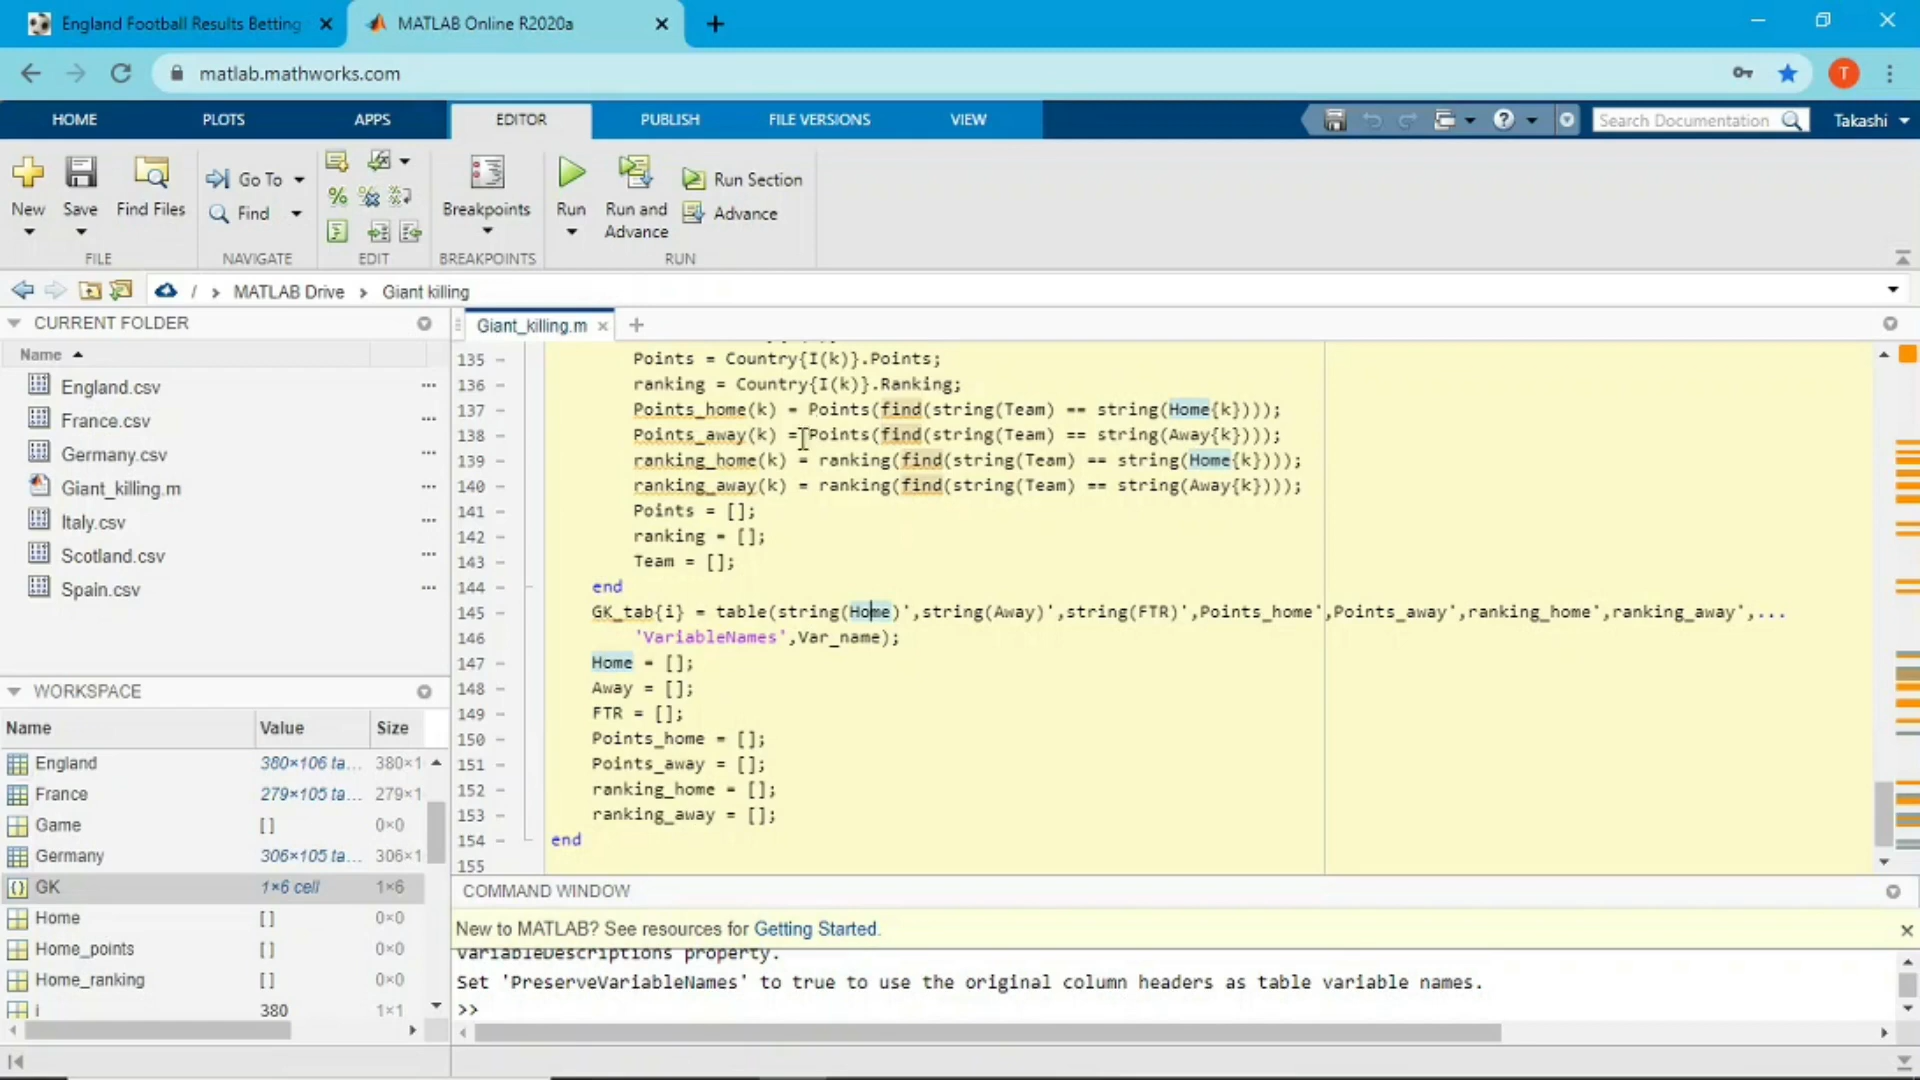 England Football Results Betting
MATLAB Online R2020a
matlab.mathworks.com
T
HOME
PLOTS
APPS
EDITOR
PUBLISH
FILE VERSIONS
VIEW
Search Documentation
Takashi
New
Save
Find Files
Go To
Find
Breakpoints
Run
Run and
Advance
Run Section
Advance
FILE
NAVIGATE
EDIT
BREAKPOINTS
RUN
/ > MATLAB Drive > Giant killing
CURRENT FOLDER
Name
England.csv
France.csv
Germany.csv
Giant_killing.m
Italy.csv
Scotland.csv
Spain.csv
WORKSPACE
Name Value Size
England 380×106 ta... 380×1
France 279×105 ta... 279×1
Game [] 0×0
Germany 306×105 ta... 306×1
GK 1×6 cell 1×6
Home [] 0×0
Home_points [] 0×0
Home_ranking [] 0×0
i 380 1×1
Giant_killing.m
135 - Points = Country{I(k)}.Points;
136 - ranking = Country{I(k)}.Ranking;
137 - Points_home(k) = Points(find(string(Team) == string(Home{k})));
138 - Points_away(k) = Points(find(string(Team) == string(Away{k})));
139 - ranking_home(k) = ranking(find(string(Team) == string(Home{k})));
140 - ranking_away(k) = ranking(find(string(Team) == string(Away{k})));
141 - Points = [];
142 - ranking = [];
143 - Team = [];
144 - end
145 - GK_tab{i} = table(string(Home)',string(Away)',string(FTR)',Points_home',Points_away',ranking_home',ranking_away',...
146 'VariableNames',Var_name);
147 - Home = [];
148 - Away = [];
149 - FTR = [];
150 - Points_home = [];
151 - Points_away = [];
152 - ranking_home = [];
153 - ranking_away = [];
154 - end
155
COMMAND WINDOW
New to MATLAB? See resources for Getting Started.
VariableDescriptions property.
Set 'PreserveVariableNames' to true to use the original column headers as table variable names.
>>